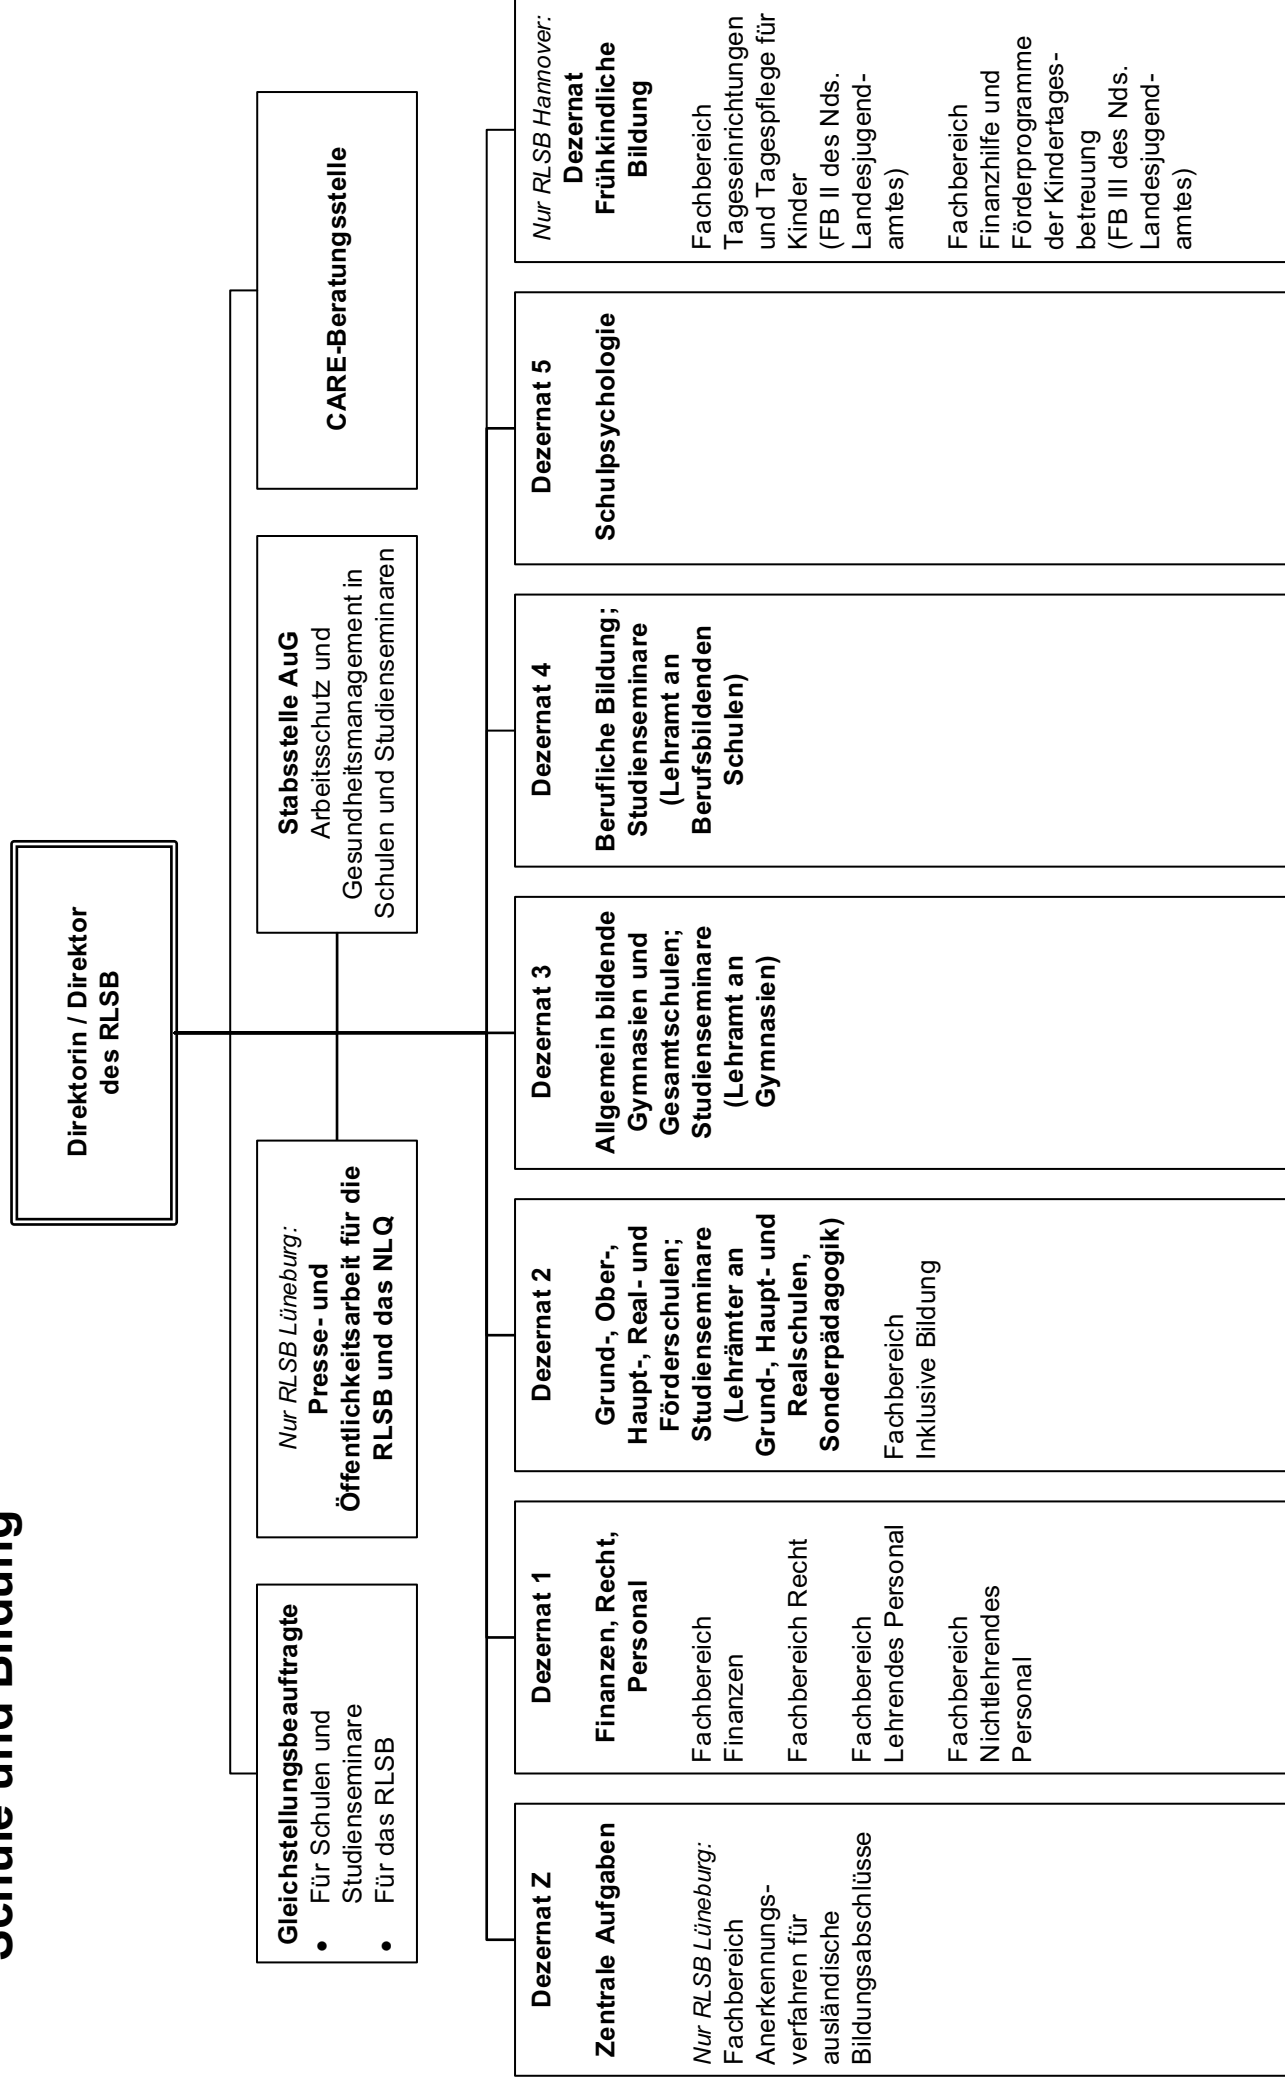 Schule und Bildung
Direktorin / Direktor
des RLSB
Gleichstellungsbeauftragte
• Für Schulen und
Studienseminare
• Für das RLSB
Nur RLSB Lüneburg:
Presse- und
Öffentlichkeitsarbeit für die
RLSB und das NLQ
Stabsstelle AuG
Arbeitsschutz und
Gesundheitsmanagement in
Schulen und Studienseminaren
CARE-Beratungsstelle
Dezernat Z
Zentrale Aufgaben
Nur RLSB Lüneburg:
Fachbereich
Anerkennungs-
verfahren für
ausländische
Bildungsabschlüsse
Dezernat 1
Finanzen, Recht,
Personal
Fachbereich
Finanzen
Fachbereich Recht
Fachbereich
Lehrendes Personal
Fachbereich
Nichtlehrendes
Personal
Dezernat 2
Grund-, Ober-,
Haupt-, Real- und
Förderschulen;
Studienseminare
(Lehrämter an
Grund-, Haupt- und
Realschulen,
Sonderpädagogik)
Fachbereich
Inklusive Bildung
Dezernat 3
Allgemein bildende
Gymnasien und
Gesamtschulen;
Studienseminare
(Lehramt an
Gymnasien)
Dezernat 4
Berufliche Bildung;
Studienseminare
(Lehramt an
Berufsbildenden
Schulen)
Dezernat 5
Schulpsychologie
Nur RLSB Hannover:
Dezernat
Frühkindliche
Bildung
Fachbereich
Tageseinrichtungen
und Tagespflege für
Kinder
(FB II des Nds.
Landesjugend-
amtes)
Fachbereich
Finanzhilfe und
Förderprogramme
der Kindertages-
betreuung
(FB III des Nds.
Landesjugend-
amtes)